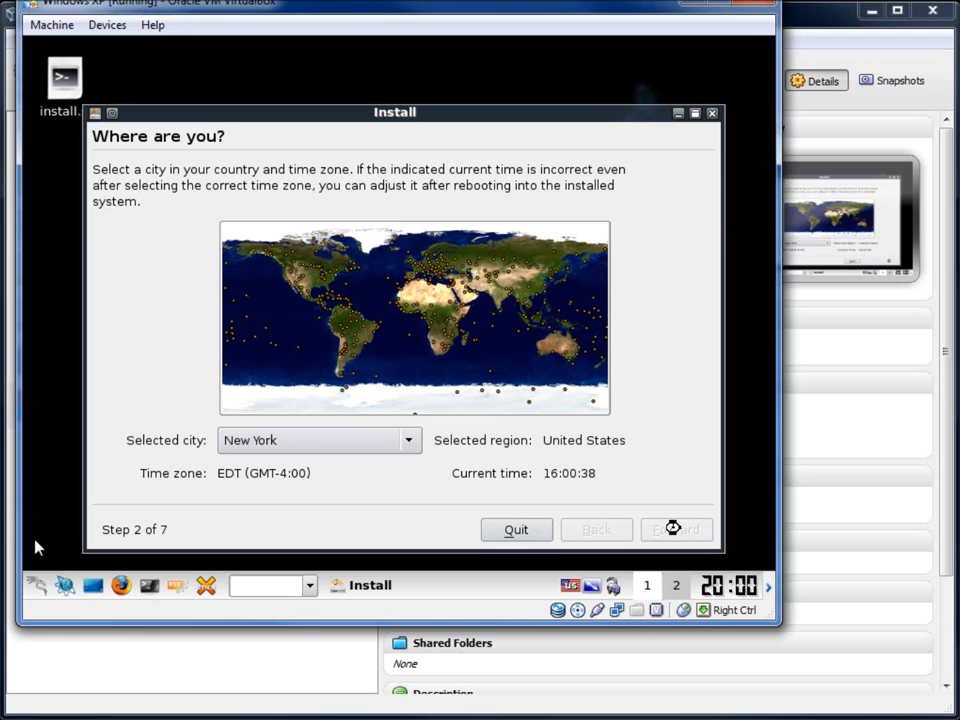 Windows XP [Running] - Oracle VM VirtualBox
Machine Devices Help
Details Snapshots
install.
Install
Where are you?
Select a city in your country and time zone. If the indicated current time is incorrect even
after selecting the correct time zone, you can adjust it after rebooting into the installed
system.
Selected city: New York Selected region: United States
Time zone: EDT (GMT-4:00) Current time: 16:00:38
Step 2 of 7 Quit Back Forward
Install 1 2 20:00
Right Ctrl
Shared Folders
None
Description